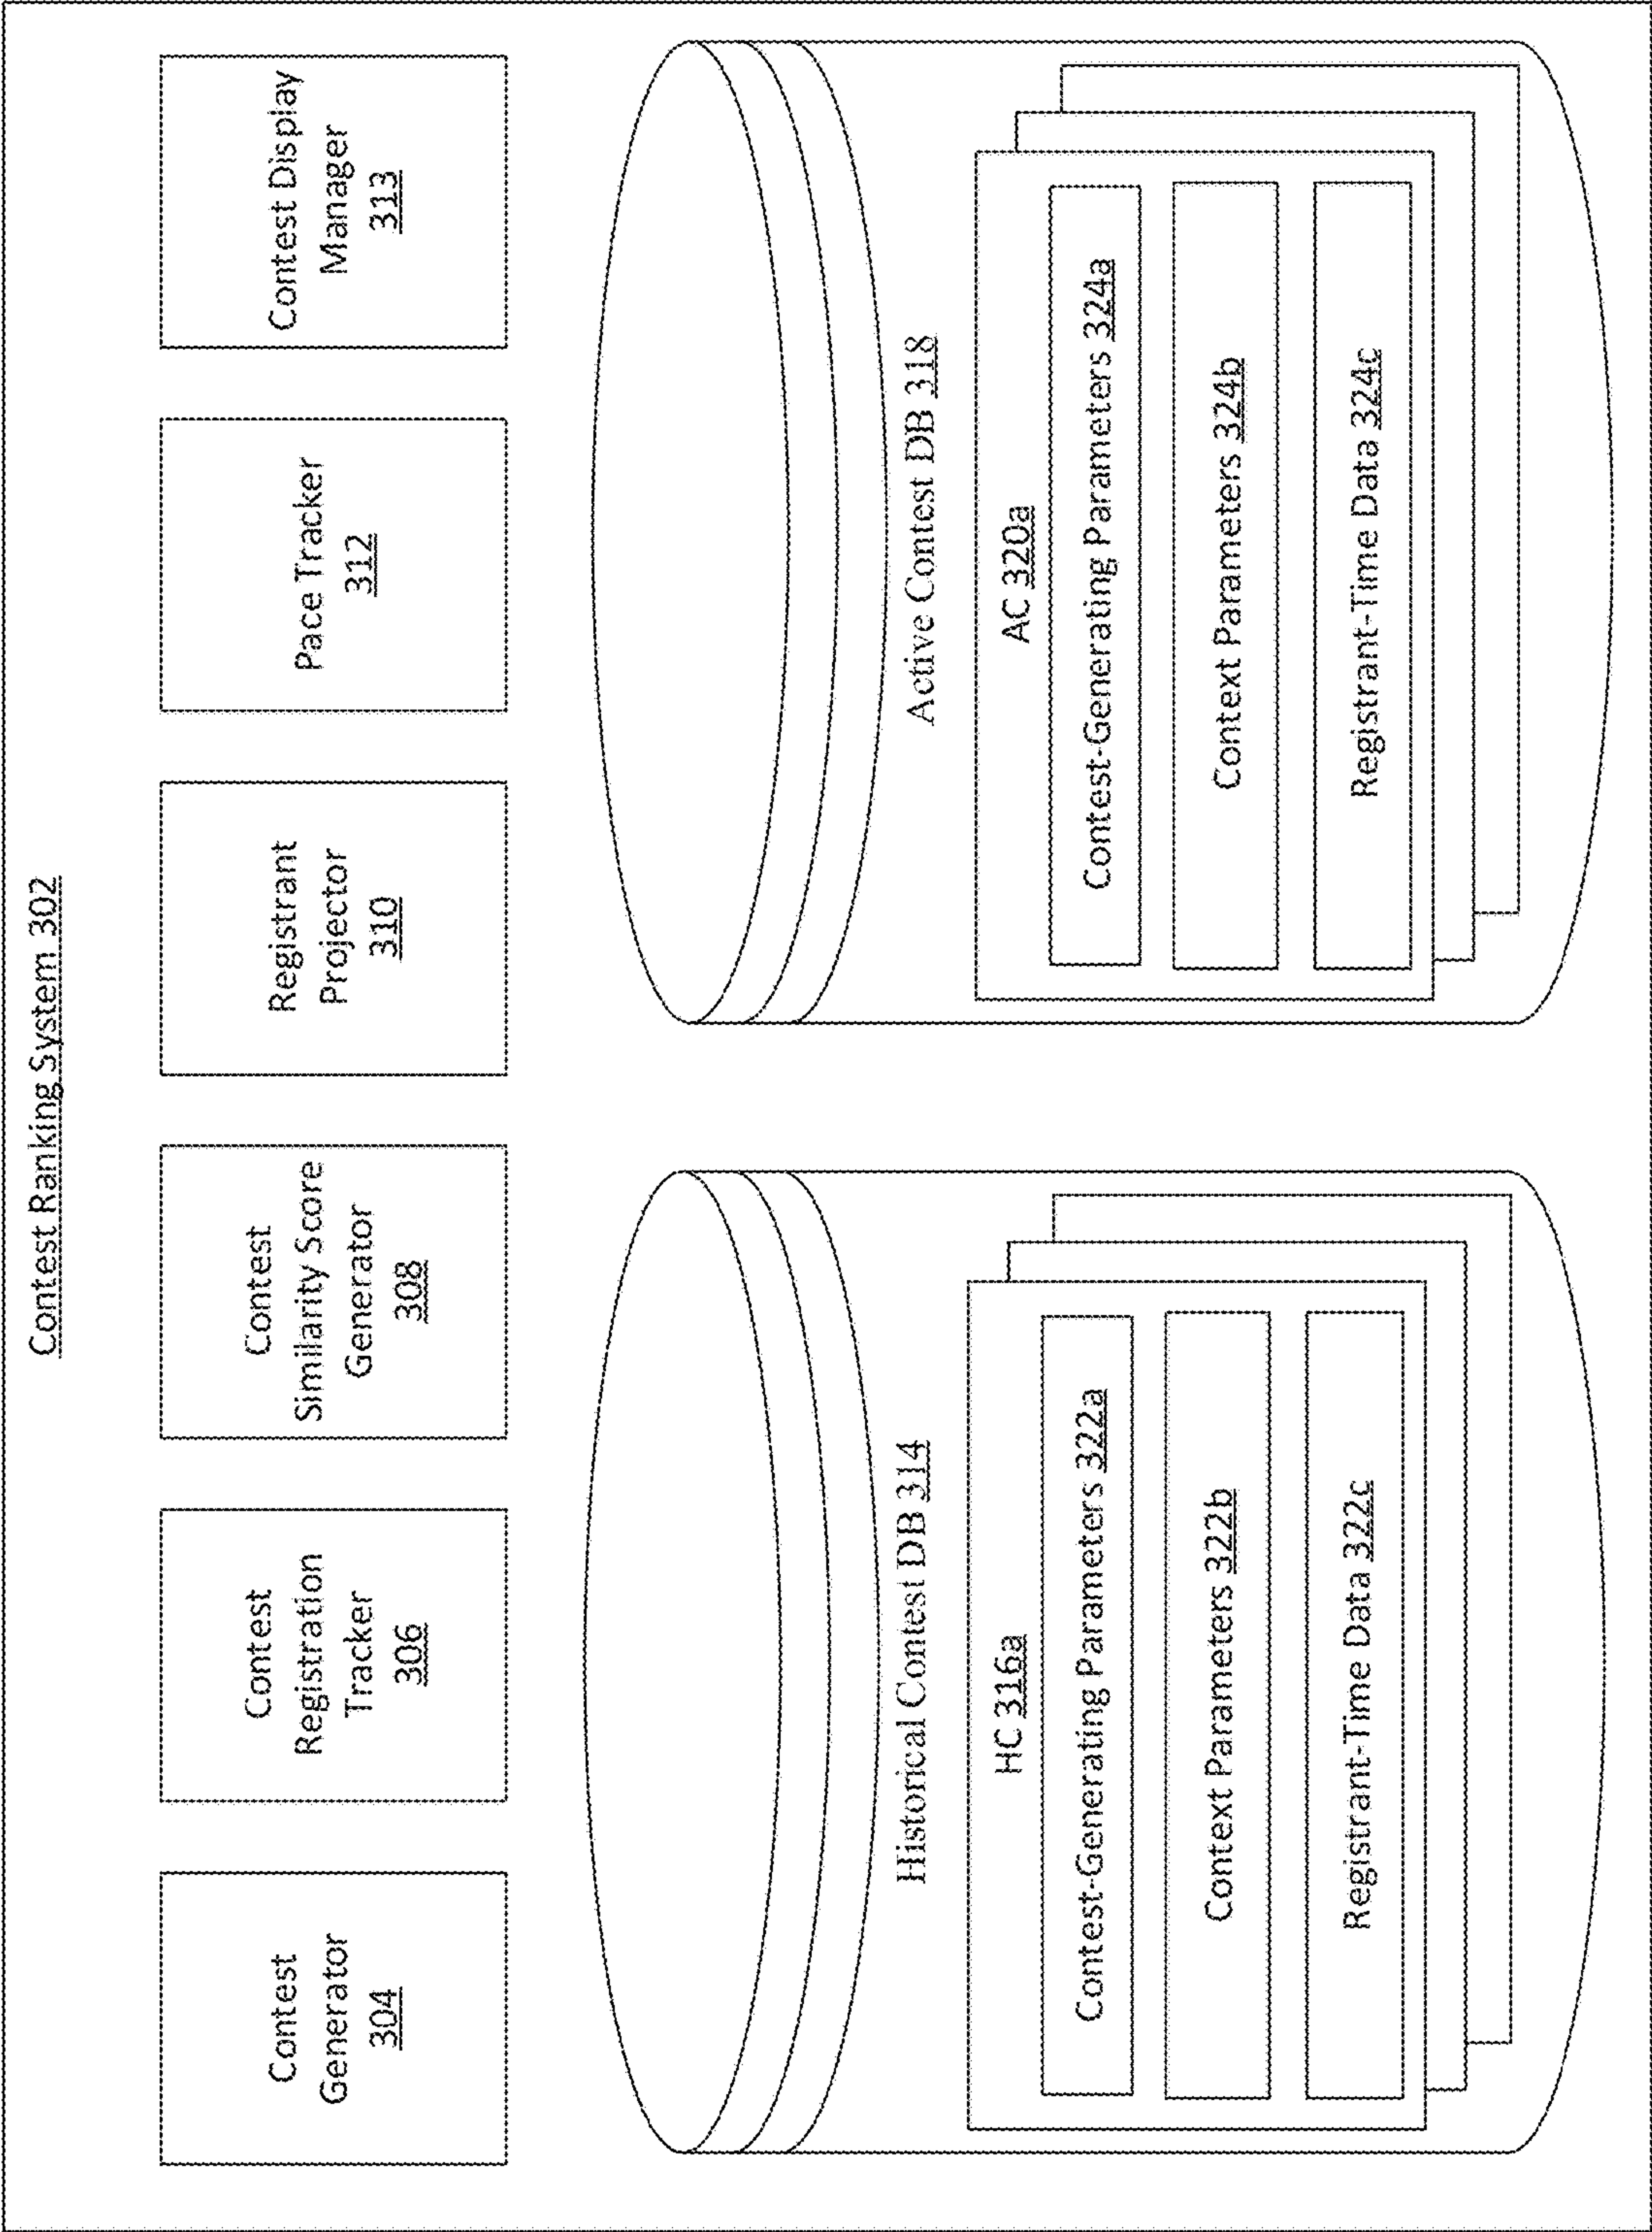 Contest Ranking System 302
Contest
Generator
304
Contest
Registration
Tracker
306
Contest
Similarity Score
Generator
308
Registrant
Projector
310
Pace Tracker
312
Contest Display
Manager
313
Historical Contest DB 314
HC 316a
Contest-Generating Parameters 322a
Context Parameters 322b
Registrant-Time Data 322c
Active Contest DB 318
AC 320a
Contest-Generating Parameters 324a
Context Parameters 324b
Registrant-Time Data 324c